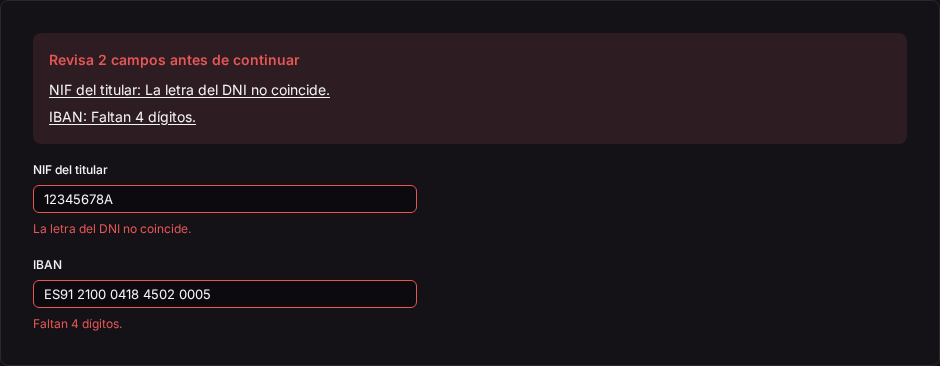 Revisa 2 campos antes de continuar
NIF del titular: La letra del DNI no coincide.
IBAN: Faltan 4 dígitos.
NIF del titular
12345678A
La letra del DNI no coincide.
IBAN
ES91 2100 0418 4502 0005
Faltan 4 dígitos.